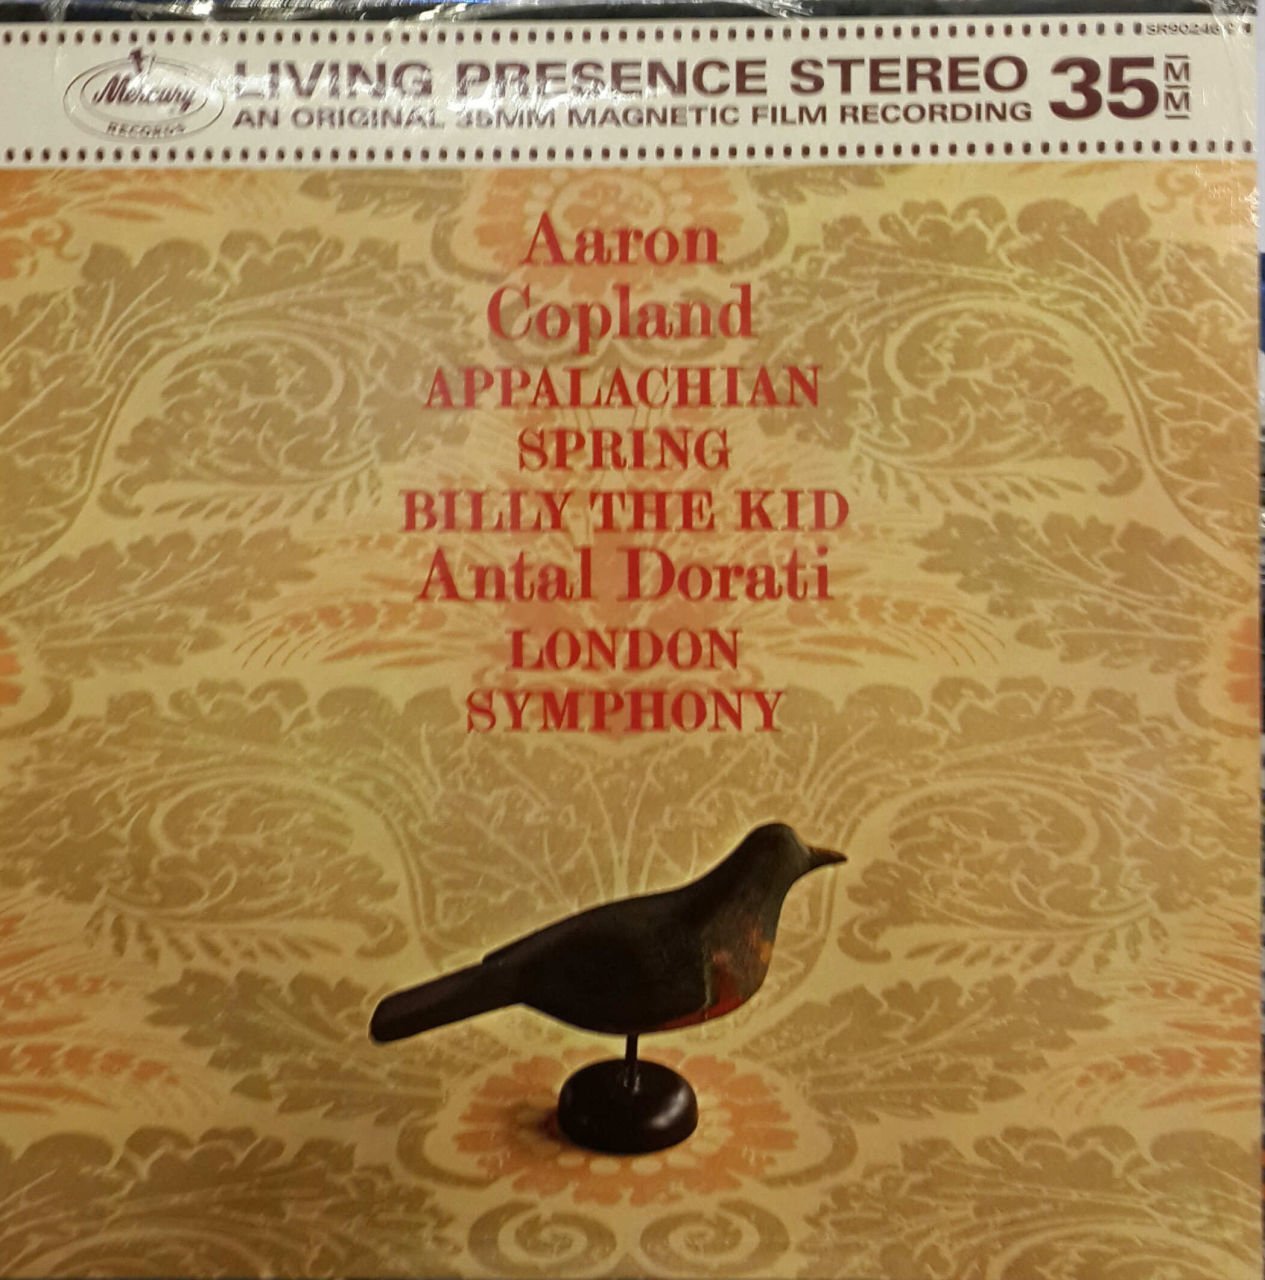 SR90246
Mercury
RECORDS
LIVING PRESENCE STEREO
AN ORIGINAL 35MM MAGNETIC FILM RECORDING
35
MM
Aaron
Copland
APPALACHIAN
SPRING
BILLY THE KID
Antal Dorati
LONDON
SYMPHONY